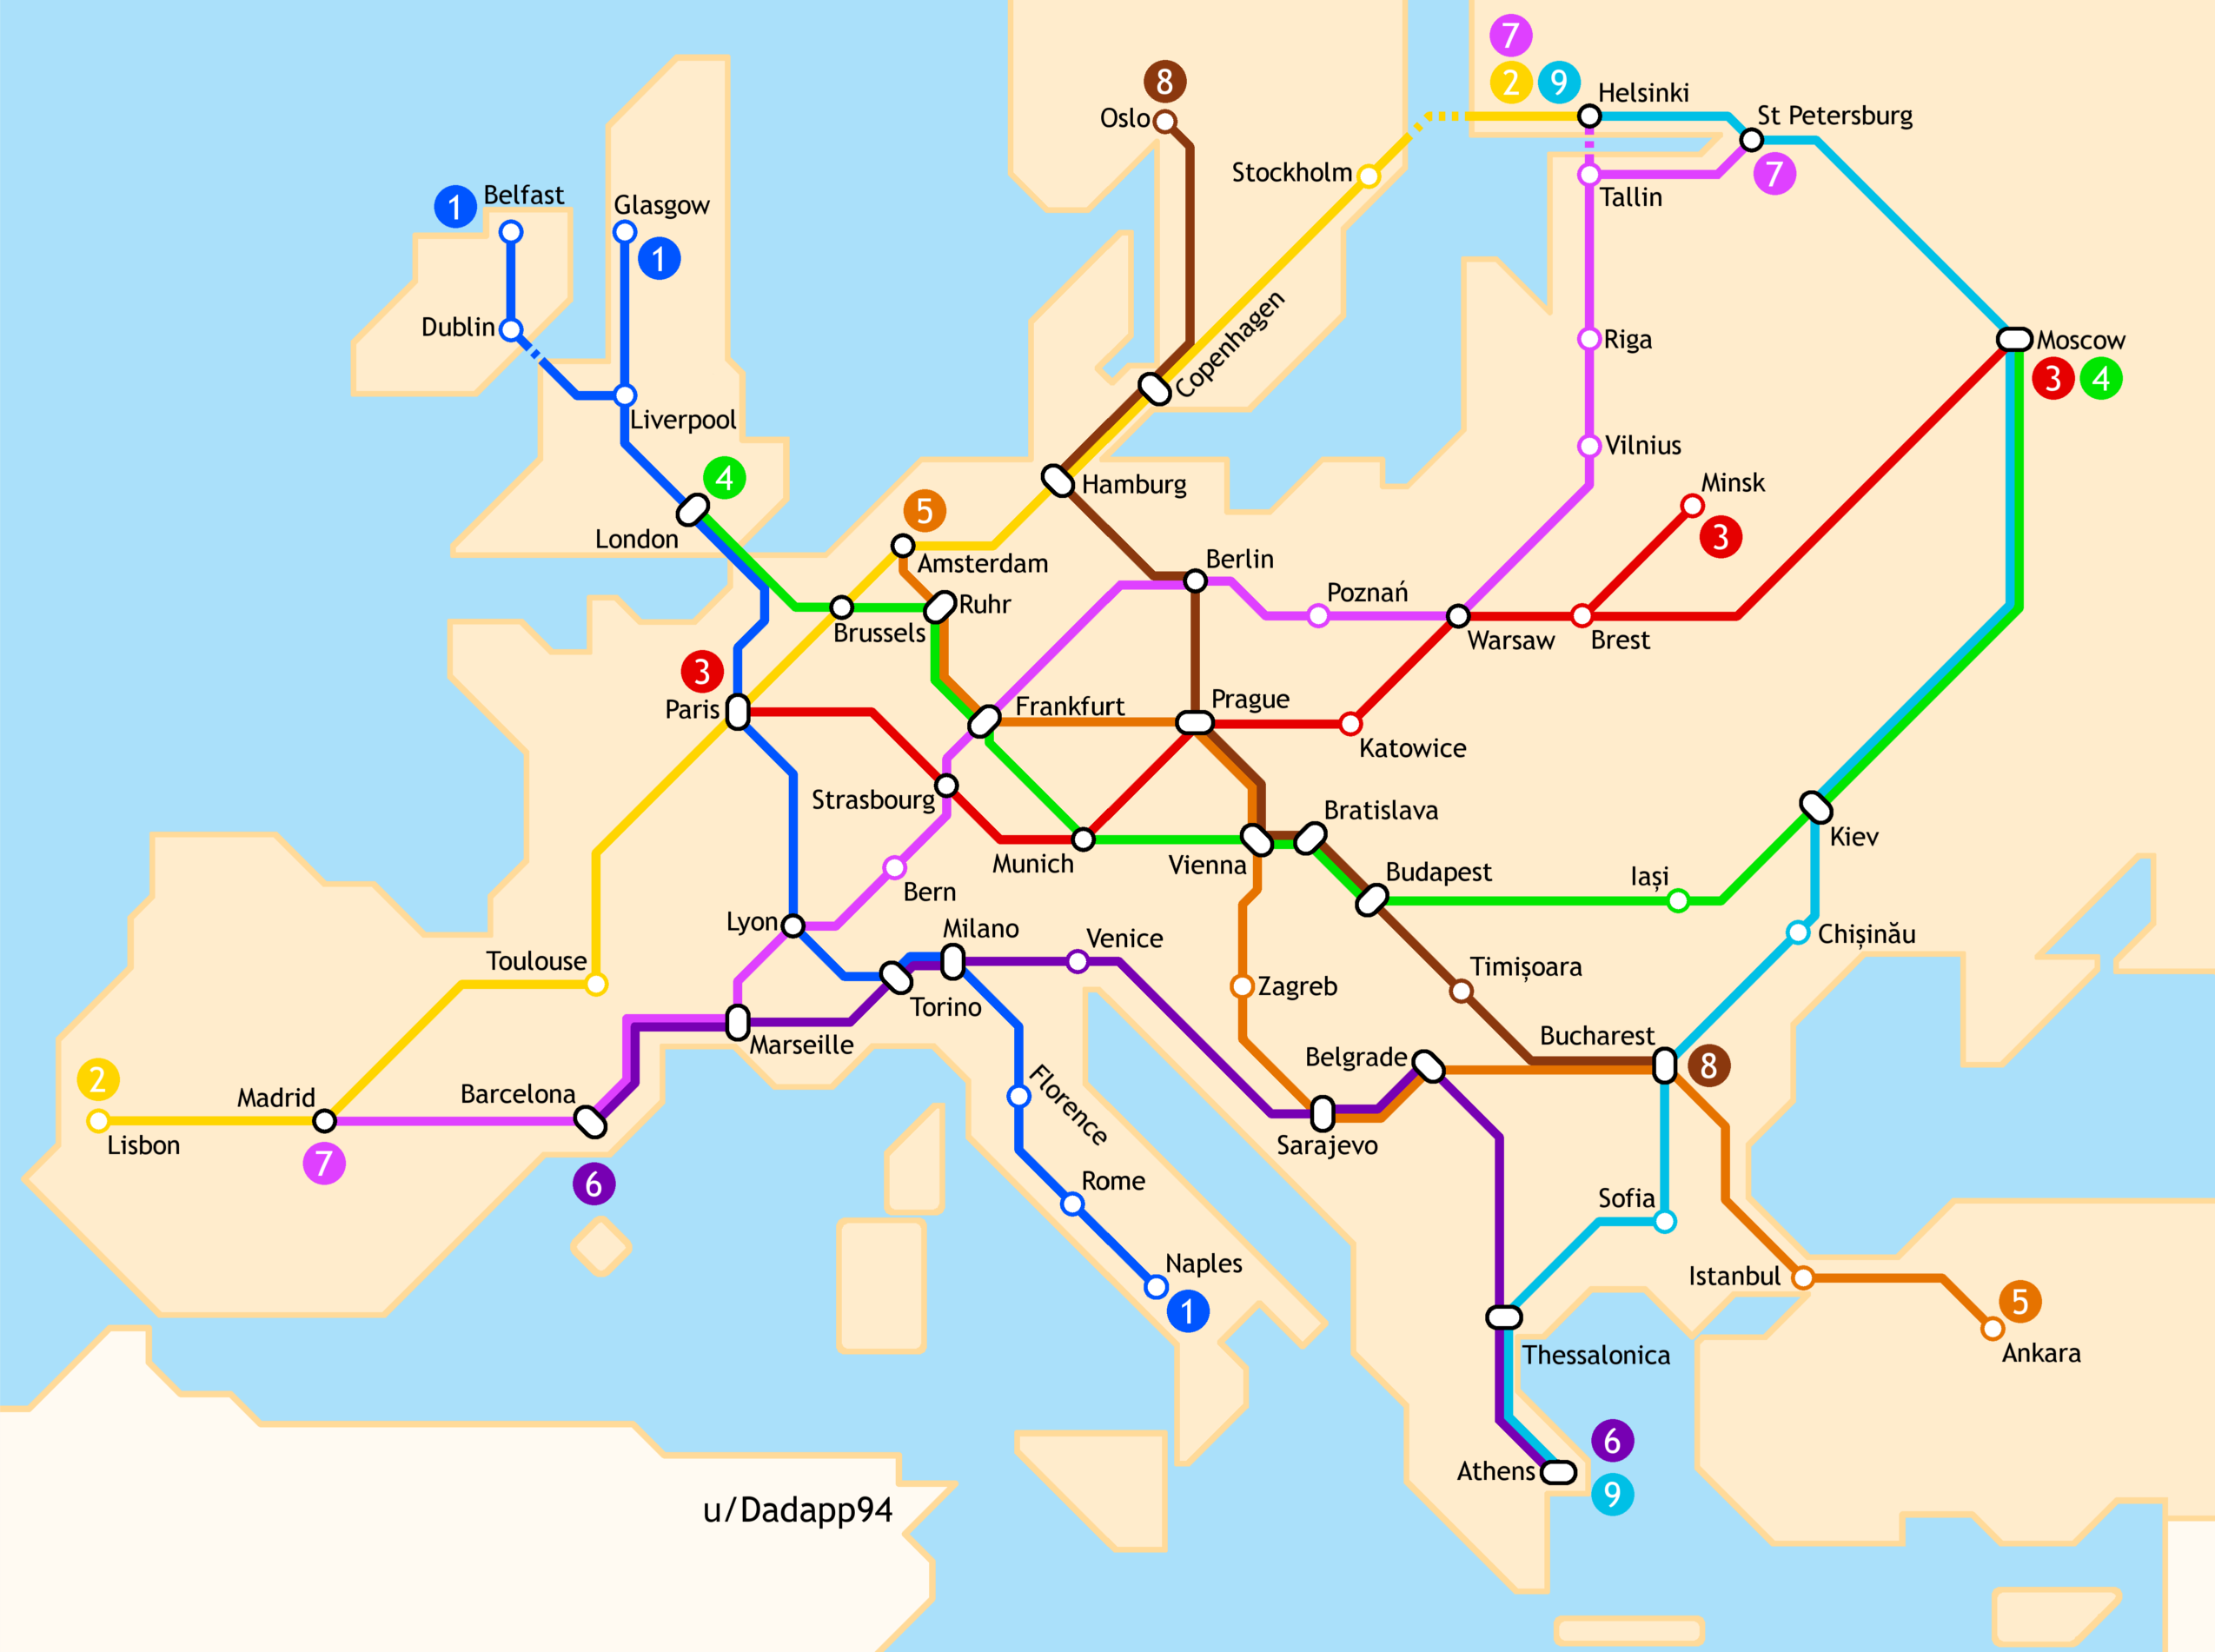 7
2 9
Helsinki
8
Oslo
St Petersburg
Stockholm
7
Tallin
1
Belfast
Glasgow
1
Dublin
Riga
Moscow
3 4
Copenhagen
Liverpool
Vilnius
4
Hamburg
Minsk
3
5
London
Amsterdam
Berlin
Poznań
Ruhr
Brussels
Warsaw
Brest
3
Paris
Frankfurt
Prague
Katowice
Strasbourg
Bratislava
Kiev
Munich
Vienna
Budapest
Iași
Bern
Lyon
Milano
Venice
Chișinău
Toulouse
Timișoara
Zagreb
Torino
Bucharest
Marseille
Belgrade
8
2
Madrid
Barcelona
Florence
Lisbon
Sarajevo
7
6
Rome
Sofia
Naples
Istanbul
1
5
Thessalonica
Ankara
6
Athens
9
u/Dadapp94